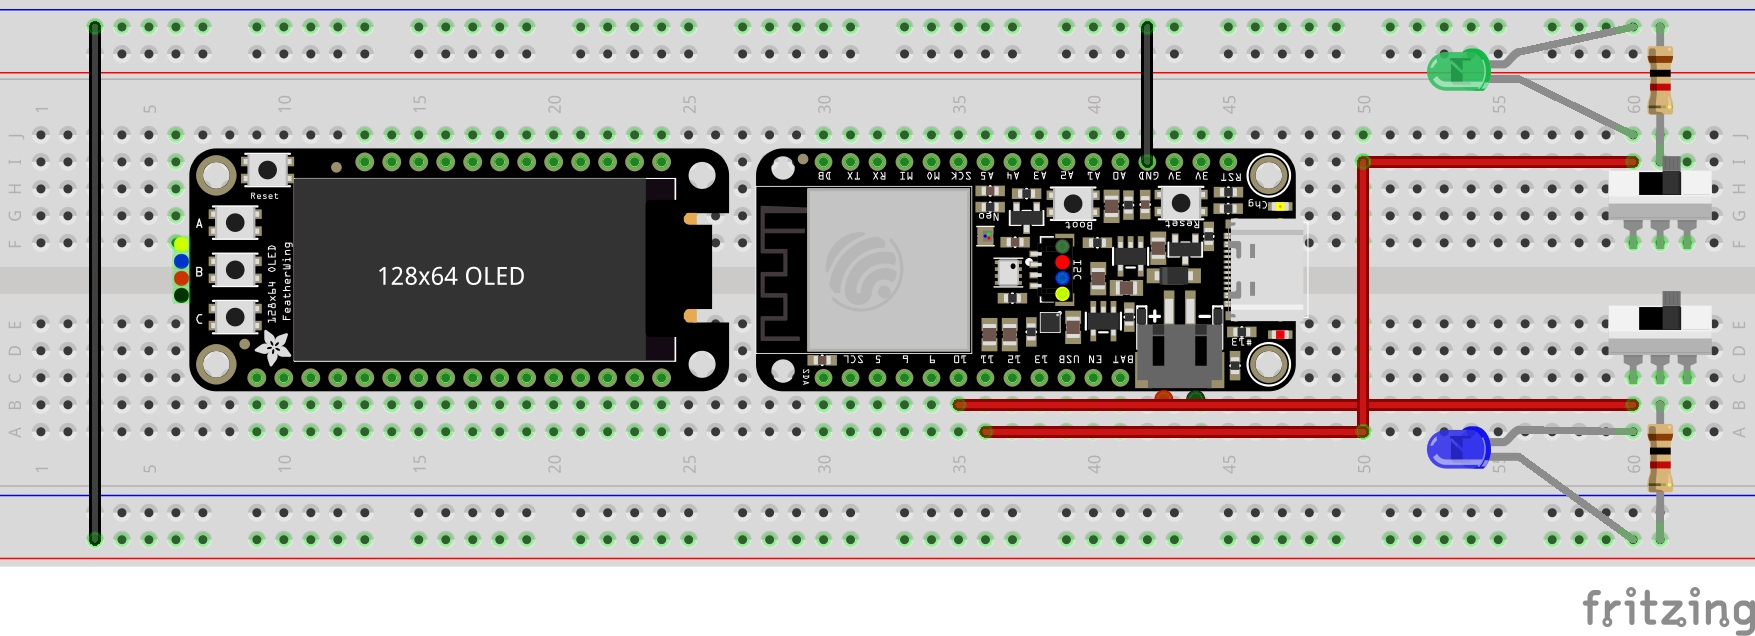 1 5 10 15 20 25 30 35 40 45 50 55 60
J J
I I
H H
G G
F F
Reset
A
B
C
128x64 OLED
FeatherWing
128x64 OLED
DB TX RX MI MO SCK A5 A4 A3 A2 A1 A0 GND 3V 3V RST
Neo
Boot
Reset
Chg
I2C
+ −
#13
SDA
SCL 5 6 9 10 11 12 13 USB EN BAT
E E
D D
C C
B B
A A
1 5 10 15 20 25 30 35 40 45 50 55 60
fritzing